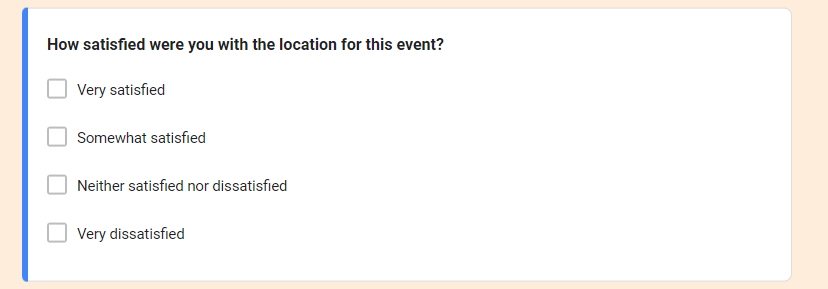 How satisfied were you with the location for this event?
Very satisfied
Somewhat satisfied
Neither satisfied nor dissatisfied
Very dissatisfied